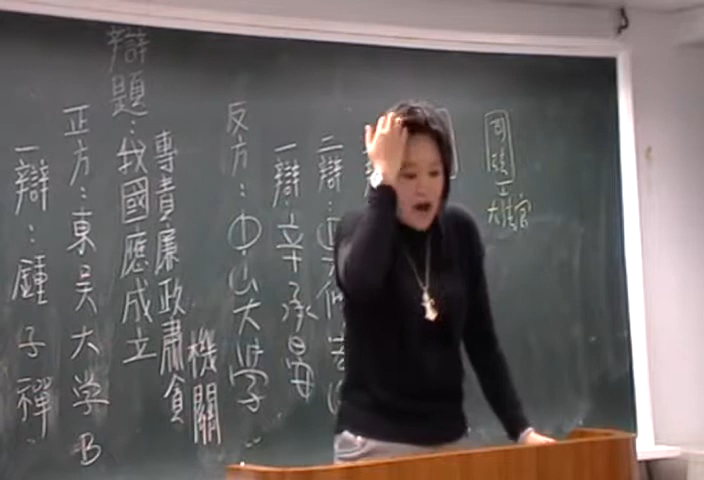 辯題：我國應成立
專責廉政肅貪
機關
正方：東吳大学B
一辯：鍾子禪
反方：中山大学
一辯：辛承
二辯：
大法官